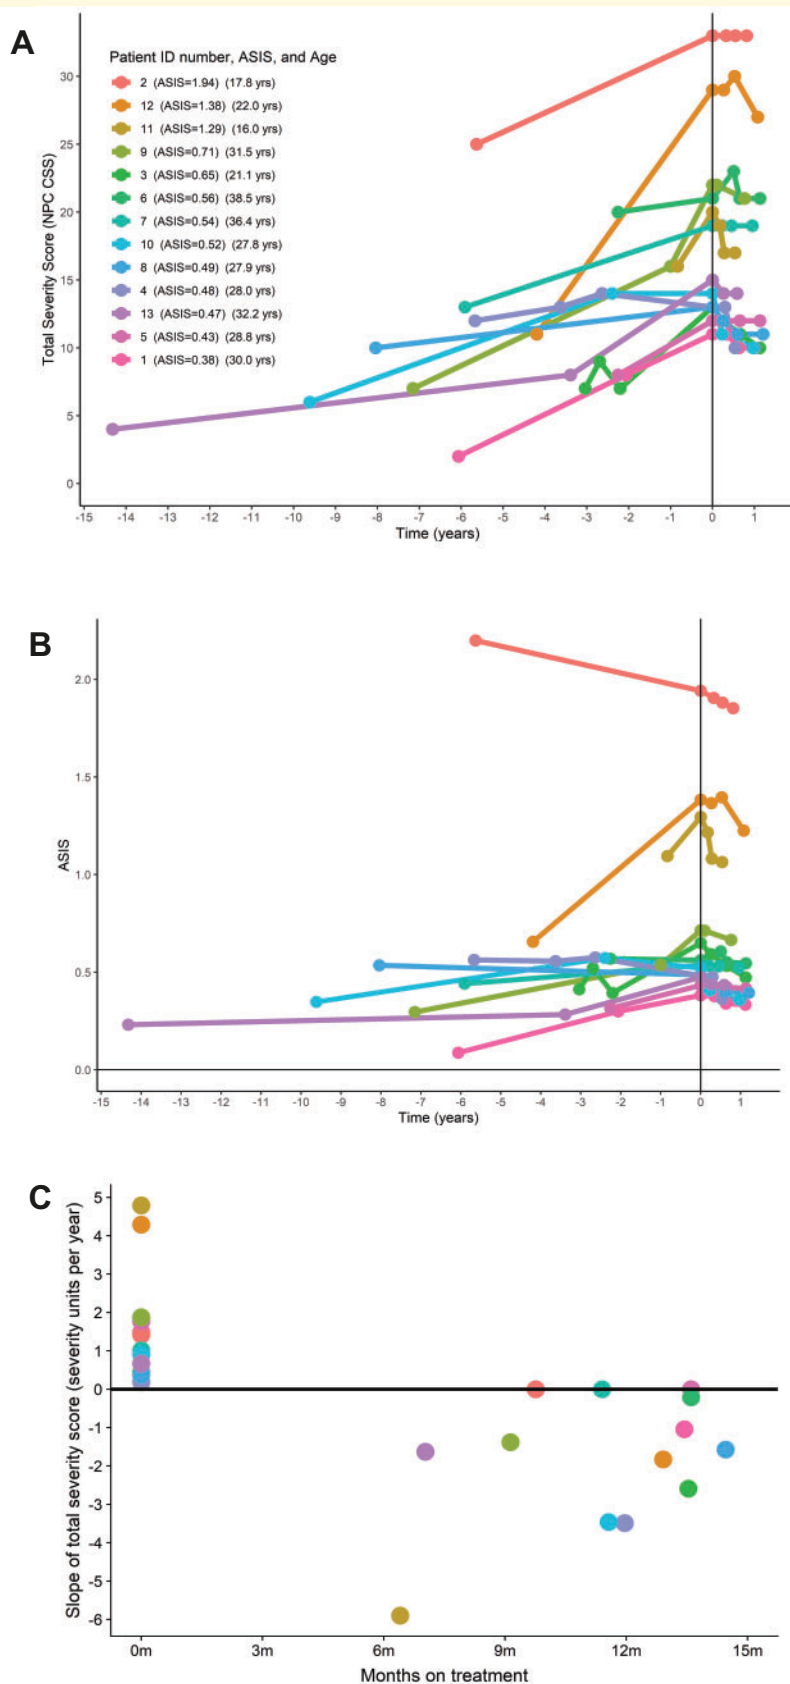 A
Patient ID number, ASIS, and Age
2 (ASIS=1.94) (17.8 yrs)
12 (ASIS=1.38) (22.0 yrs)
11 (ASIS=1.29) (16.0 yrs)
9 (ASIS=0.71) (31.5 yrs)
3 (ASIS=0.65) (21.1 yrs)
6 (ASIS=0.56) (38.5 yrs)
7 (ASIS=0.54) (36.4 yrs)
10 (ASIS=0.52) (27.8 yrs)
8 (ASIS=0.49) (27.9 yrs)
4 (ASIS=0.48) (28.0 yrs)
13 (ASIS=0.47) (32.2 yrs)
5 (ASIS=0.43) (28.8 yrs)
1 (ASIS=0.38) (30.0 yrs)
Total Severity Score (NPC CSS)
30
25
20
15
10
5
0
-15 -14 -13 -12 -11 -10 -9 -8 -7 -6 -5 -4 -3 -2 -1 0 1
Time (years)
B
ASIS
2.0
1.5
1.0
0.5
0.0
-15 -14 -13 -12 -11 -10 -9 -8 -7 -6 -5 -4 -3 -2 -1 0 1
Time (years)
C
Slope of total severity score (severity units per year)
5
4
3
2
1
0
-1
-2
-3
-4
-5
-6
0m 3m 6m 9m 12m 15m
Months on treatment